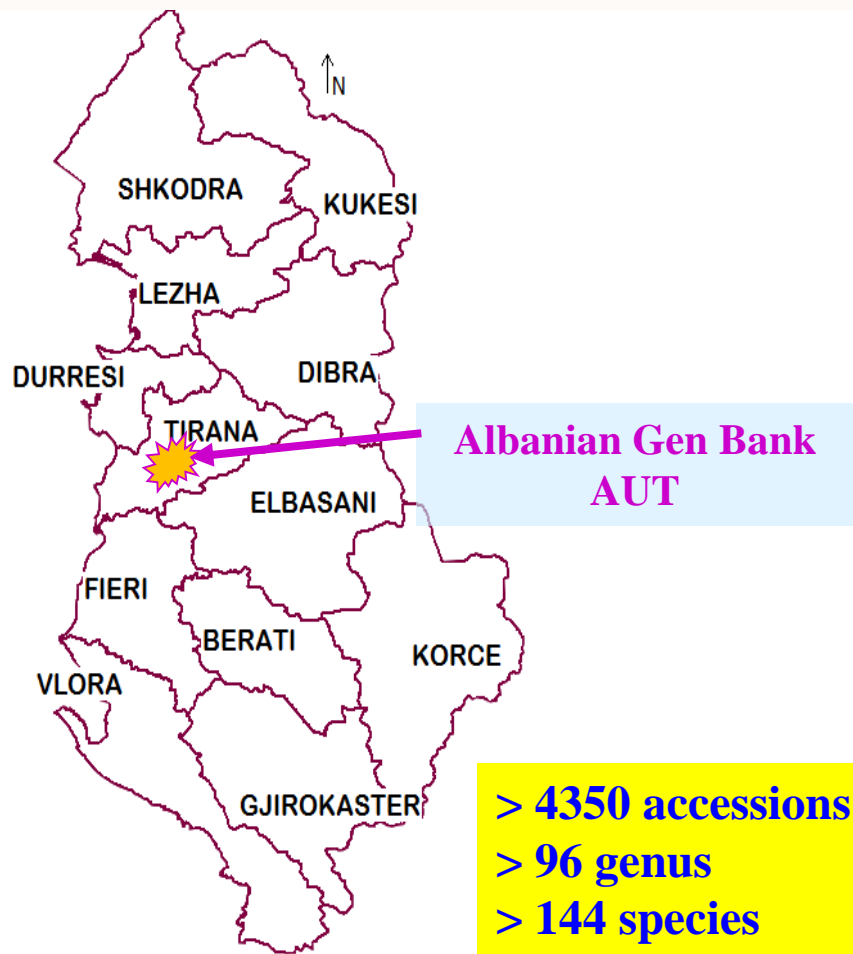 N
SHKODRA
KUKESI
LEZHA
DURRESI
DIBRA
TIRANA
Albanian Gen Bank
AUT
ELBASANI
FIERI
BERATI
KORCE
VLORA
GJIROKASTER
> 4350 accessions
> 96 genus
> 144 species